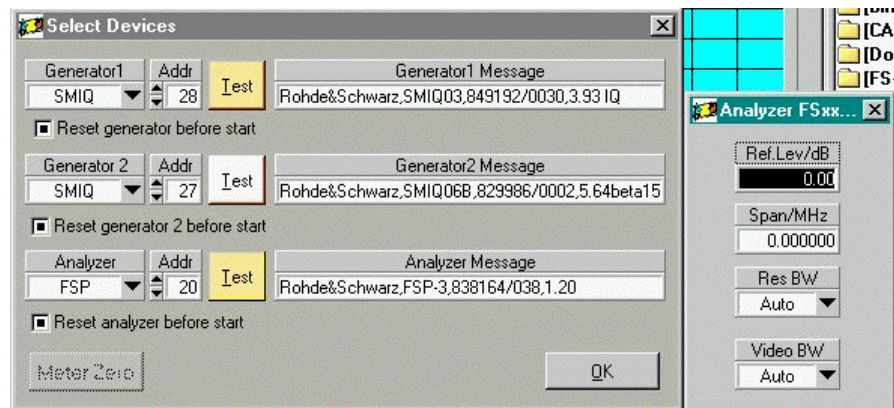 Select Devices
Generator1 Addr Test Generator1 Message
SMIQ 28 Rohde&Schwarz,SMIQ03,849192/0030,3.93 IQ
Reset generator before start
Generator 2 Addr Test Generator2 Message
SMIQ 27 Rohde&Schwarz,SMIQ06B,829986/0002,5.64beta15
Reset generator 2 before start
Analyzer Addr Test Analyzer Message
FSP 20 Rohde&Schwarz,FSP-3,838164/038,1.20
Reset analyzer before start
Meter Zero OK
[CA
[Do
[FS-
Analyzer FSxx...
Ref.Lev/dB
0.00
Span/MHz
0.000000
Res BW
Auto
Video BW
Auto